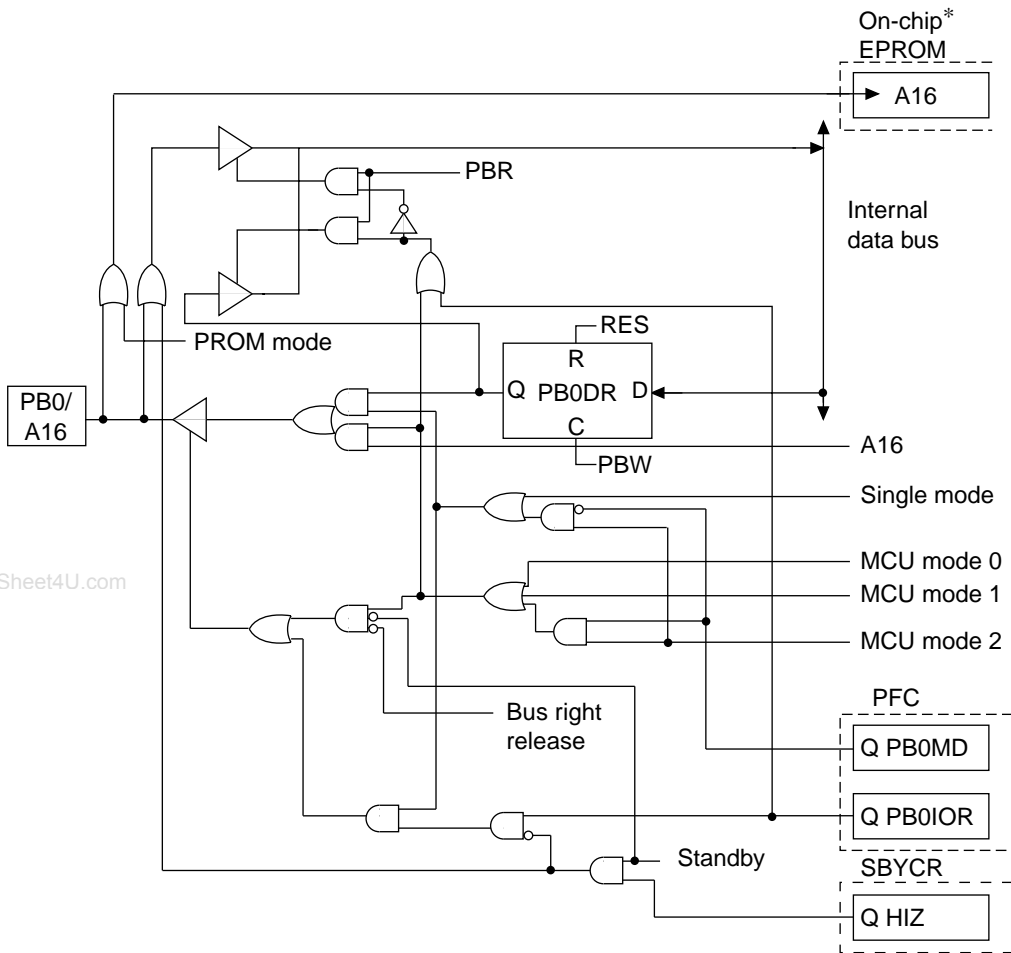 On-chip*
EPROM
A16
PBR
Internal
data bus
PROM mode
RES
R
Q PB0DR D
C
PBW
PB0/
A16
A16
Single mode
Sheet4U.com
MCU mode 0
MCU mode 1
MCU mode 2
Bus right
release
PFC
Q PB0MD
Q PB0IOR
Standby
SBYCR
Q HIZ